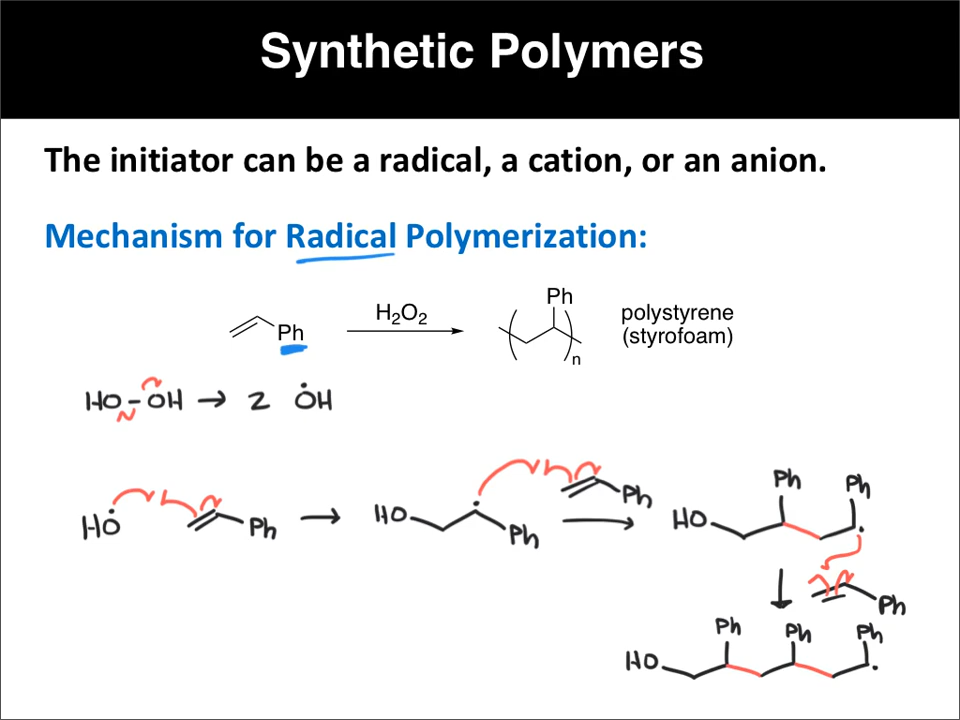 Synthetic Polymers
The initiator can be a radical, a cation, or an anion.
Mechanism for Radical Polymerization:
Ph H₂O₂ Ph n polystyrene
(styrofoam)
HO-OH → 2 ȮH
HȮ Ph → HO Ph Ph → HO Ph Ph
↓ Ph
HO Ph Ph Ph